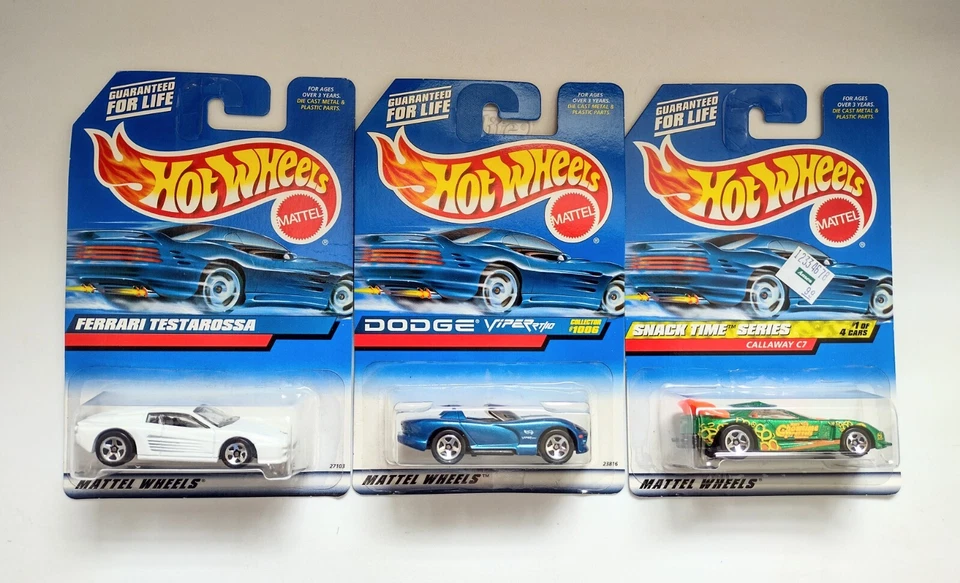 GUARANTEED
FOR LIFE
FOR AGES
OVER 3 YEARS.
DIE CAST METAL &
PLASTIC PARTS.
HOT WHEELS
MATTEL
®
FERRARI TESTAROSSA
27103
MATTEL WHEELS®
GUARANTEED
FOR LIFE
FOR AGES
OVER 3 YEARS.
DIE CAST METAL &
PLASTIC PARTS.
HOT WHEELS
MATTEL
®
DODGE® VIPER RT/10
COLLECTOR
#1006
23816
MATTEL WHEELS™
GUARANTEED
FOR LIFE
FOR AGES
OVER 3 YEARS.
DIE CAST METAL &
PLASTIC PARTS.
HOT WHEELS
MATTEL
®
SNACK TIME™ SERIES
#1 OF
4 CARS
CALLAWAY C7
MATTEL WHEELS®